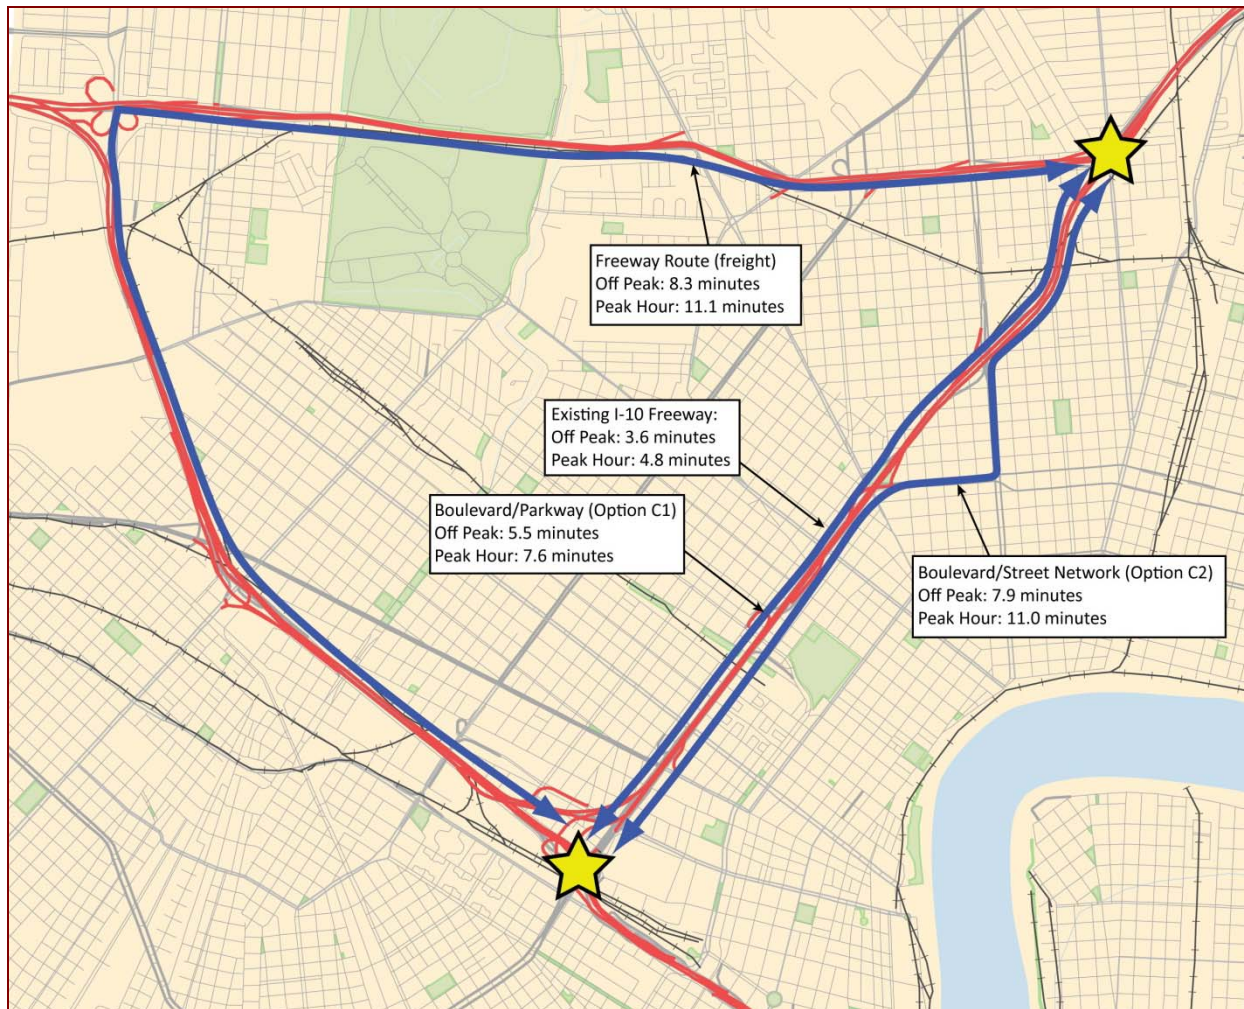 Freeway Route (freight)
Off Peak: 8.3 minutes
Peak Hour: 11.1 minutes
Existing I-10 Freeway:
Off Peak: 3.6 minutes
Peak Hour: 4.8 minutes
Boulevard/Parkway (Option C1)
Off Peak: 5.5 minutes
Peak Hour: 7.6 minutes
Boulevard/Street Network (Option C2)
Off Peak: 7.9 minutes
Peak Hour: 11.0 minutes